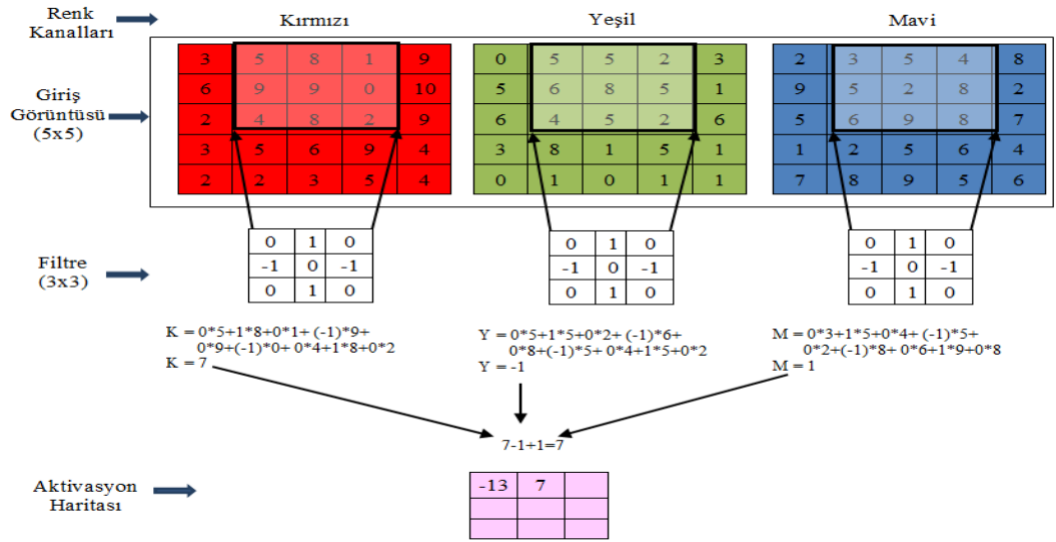 Renk
Kanalları
Kırmızı
Yeşil
Mavi
Giriş
Görüntüsü
(5x5)
3 5 8 1 9
6 9 9 0 10
2 4 8 2 9
3 5 6 9 4
2 2 3 5 4
0 5 5 2 3
5 6 8 5 1
6 4 5 2 6
3 8 1 5 1
0 1 0 1 1
2 3 5 4 8
9 5 2 8 2
5 6 9 8 7
1 2 5 6 4
7 8 9 5 6
Filtre
(3x3)
0 1 0
-1 0 -1
0 1 0
0 1 0
-1 0 -1
0 1 0
0 1 0
-1 0 -1
0 1 0
K = 0*5+1*8+0*1+ (-1)*9+
0*9+(-1)*0+ 0*4+1*8+0*2
K = 7
Y = 0*5+1*5+0*2+ (-1)*6+
0*8+(-1)*5+ 0*4+1*5+0*2
Y = -1
M = 0*3+1*5+0*4+ (-1)*5+
0*2+(-1)*8+ 0*6+1*9+0*8
M = 1
7-1+1=7
Aktivasyon
Haritası
-13 7